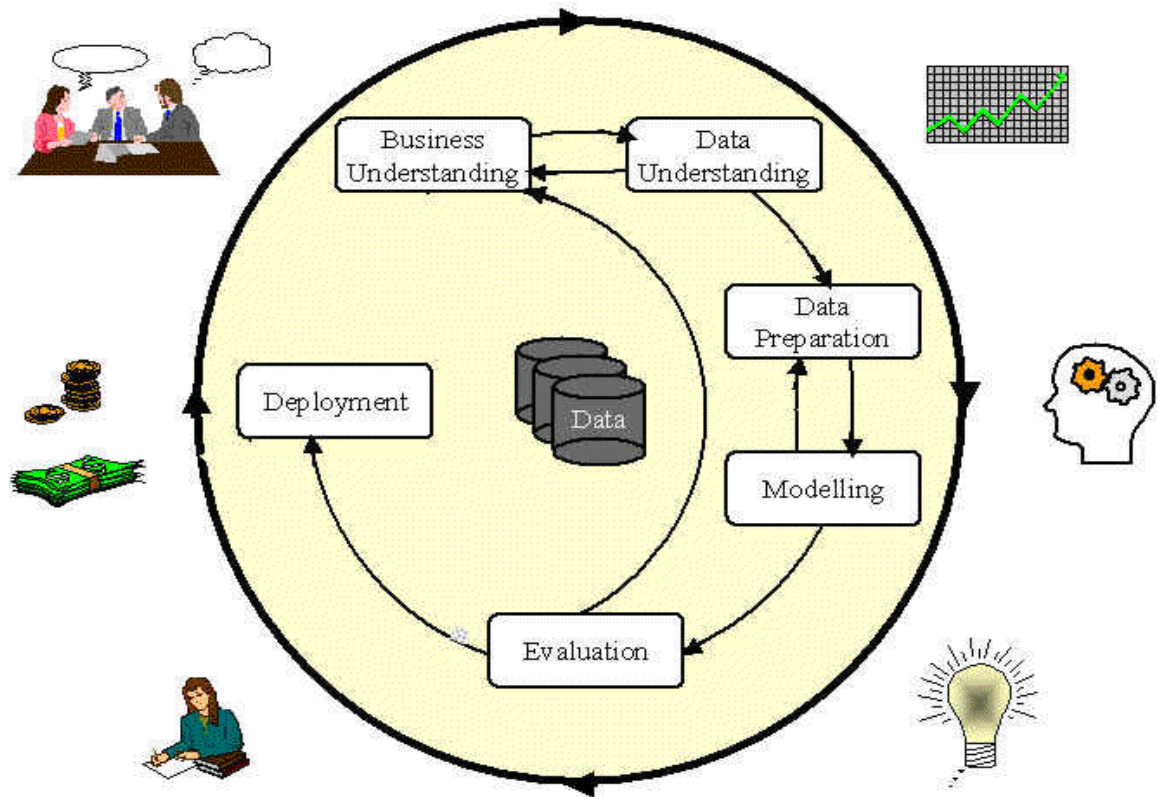 Business
Understanding
Data
Understanding
Data
Preparation
Deployment
Data
Modelling
Evaluation